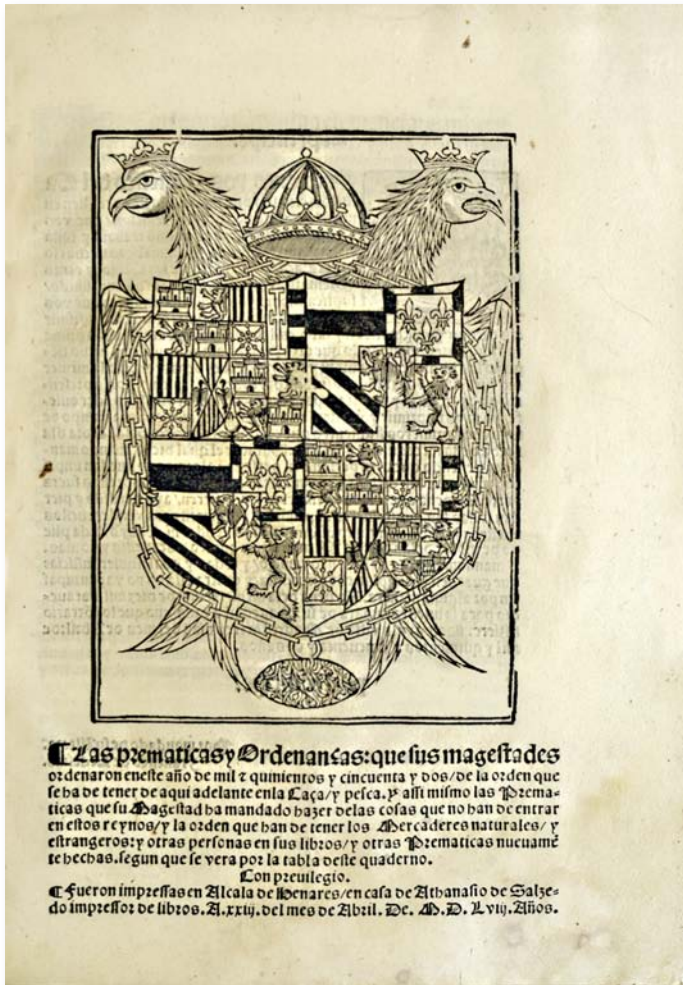 ¶Las prematicas y Ordenanças: que sus magestades
ordenaron eneste año de mil ⁊ quinientos y cincuenta y dos/de la orden que
se ha de tener de aqui adelante enla Caça/y pesca. Y assi mismo las Prema-
ticas que su Magestad ha mandado hazer delas cosas que no han de entrar
en estos reynos/y la orden que han de tener los Mercaderes naturales/y
estrangeros: y otras personas en sus libros/y otras Prematicas nueuamẽ
te hechas. segun que se vera por la tabla deste quaderno.
Con preuilegio.
¶Fueron impressas en Alcala de Henares/en casa de Athanasio de Salze-
do impressor de libros. A.xxiij. del mes de Abril. De. M. D. Lviij. Años.